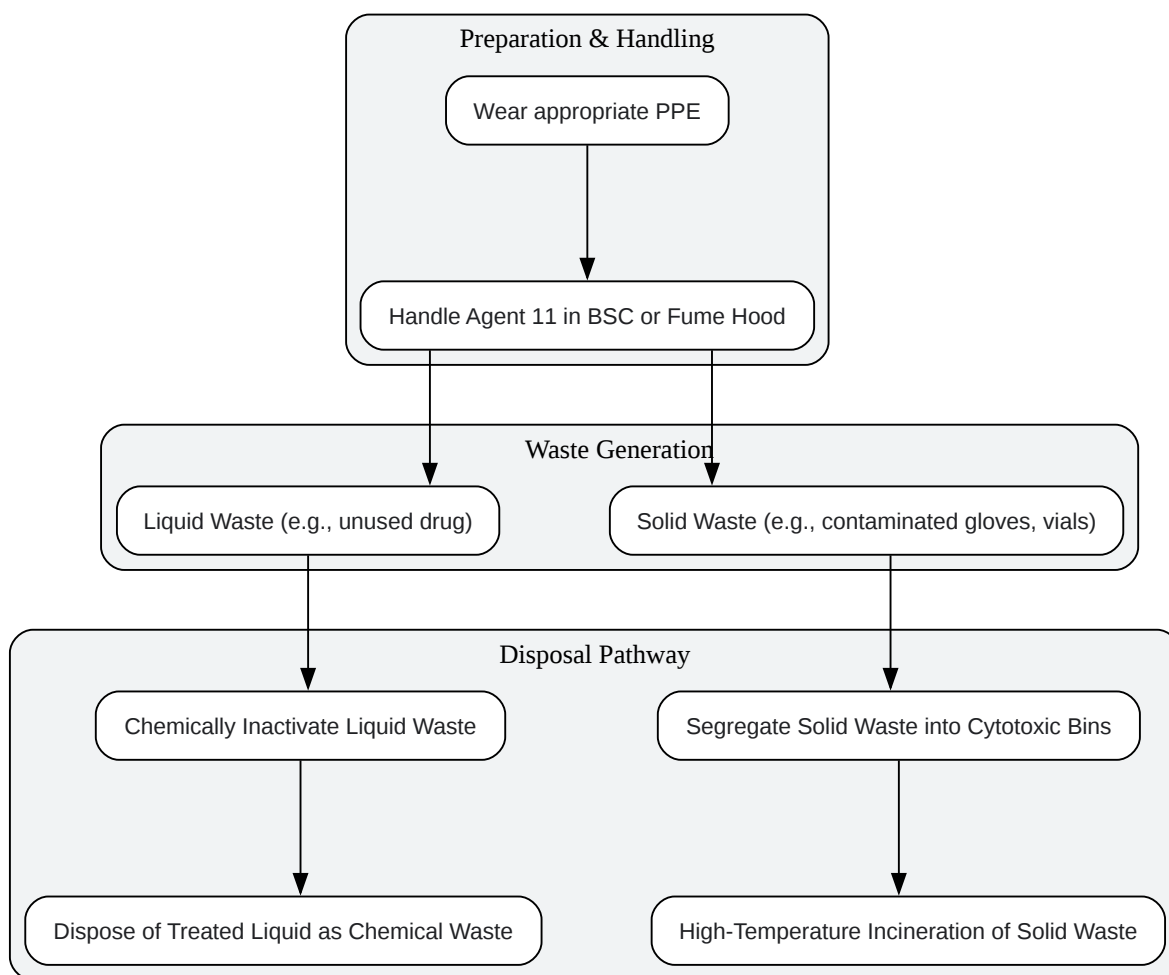 Preparation & Handling
Wear appropriate PPE
Handle Agent 11 in BSC or Fume Hood
Waste Generation
Liquid Waste (e.g., unused drug)
Solid Waste (e.g., contaminated gloves, vials)
Disposal Pathway
Chemically Inactivate Liquid Waste
Segregate Solid Waste into Cytotoxic Bins
Dispose of Treated Liquid as Chemical Waste
High-Temperature Incineration of Solid Waste